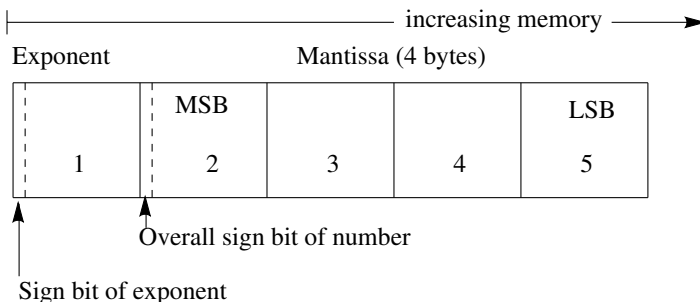 increasing memory
Exponent Mantissa (4 bytes)
MSB LSB
1 2 3 4 5
Overall sign bit of number
Sign bit of exponent